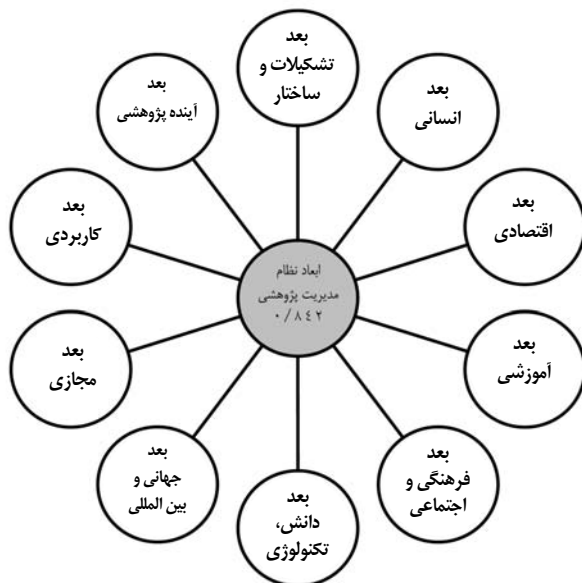 بعد
تشکیلات و
ساختار
بعد
انسانی
بعد
اقتصادی
بعد
آموزشی
بعد
فرهنگی و
اجتماعی
بعد
دانش،
تکنولوژی
بعد
جهانی و
بین المللی
بعد
مجازی
بعد
کاربردی
بعد
آینده پژوهشی
ابعاد نظام
مدیریت پژوهشی
۰/۸٤۲